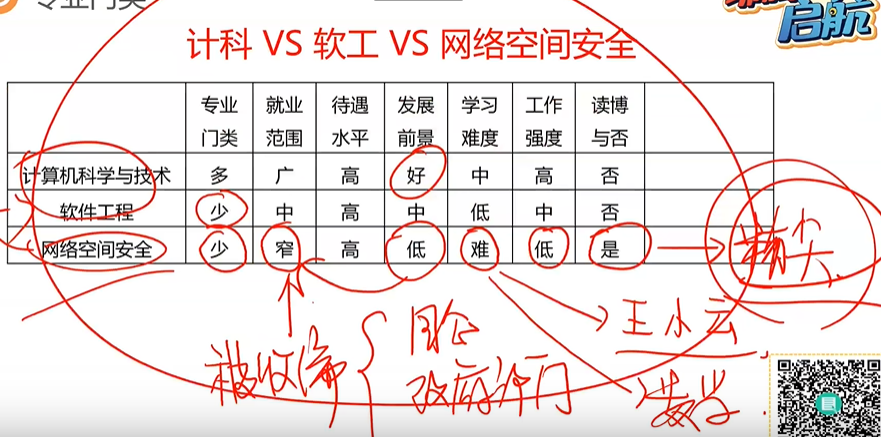 专业门类
启航
计科 VS 软工 VS 网络空间安全
专业门类 就业范围 待遇水平 发展前景 学习难度 工作强度 读博与否
计算机科学与技术 多 广 高 好 中 高 否
软件工程 少 中 高 中 低 中 否
网络空间安全 少 窄 高 低 难 低 是
精尖
王小云
国企
政府部门
数学